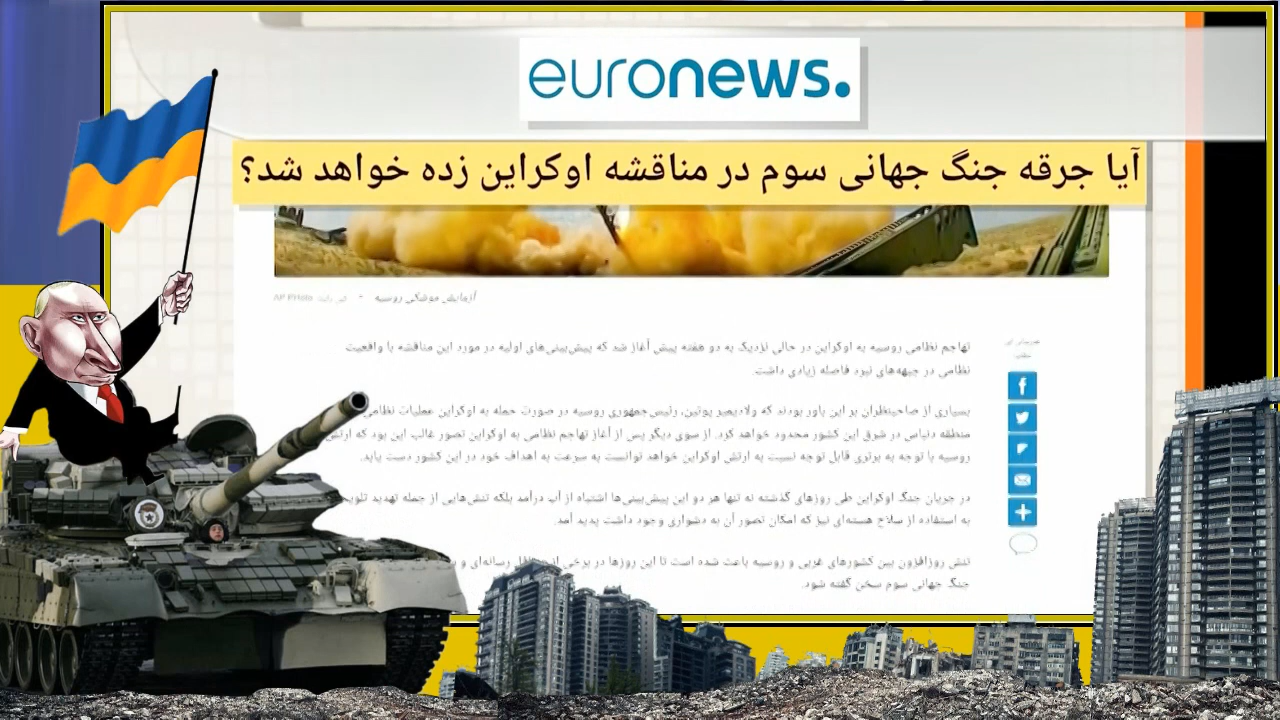 euronews.
آیا جرقه جنگ جهانی سوم در مناقشه اوکراین زده خواهد شد؟
آزمایش موشکی روسیه - AP Photo
تهاجم نظامی روسیه به اوکراین در حالی نزدیک به دو هفته پیش آغاز شد که پیش‌بینی‌های اولیه در مورد این مناقشه با واقعیت
نظامی در جبهه‌های نبرد فاصله زیادی داشت.
بسیاری از صاحبنظران بر این باور بودند که ولادیمیر پوتین، رئیس جمهوری روسیه در صورت حمله به اوکراین عملیات نظامی
منطقه دنباس در شرق این کشور محدود خواهد کرد. از سوی دیگر پس از آغاز تهاجم نظامی به اوکراین تصور غالب این بود که ارتش
روسیه با توجه به برتری قابل توجه نسبت به ارتش اوکراین خواهد توانست به سرعت به اهداف خود در این کشور دست یابد.
در جریان جنگ اوکراین طی روزهای گذشته نه تنها هر دو این پیش‌بینی‌ها اشتباه از آب درآمد بلکه تنش‌هایی از جمله تهدید
به استفاده از سلاح هسته‌ای نیز که امکان تصور آن به دشواری وجود داشت پدید آمد.
تنش روزافزون بین کشورهای غربی و روسیه باعث شده است تا این روزها در برخی از رسانه‌ای و
جنگ جهانی سوم سخن گفته شود.